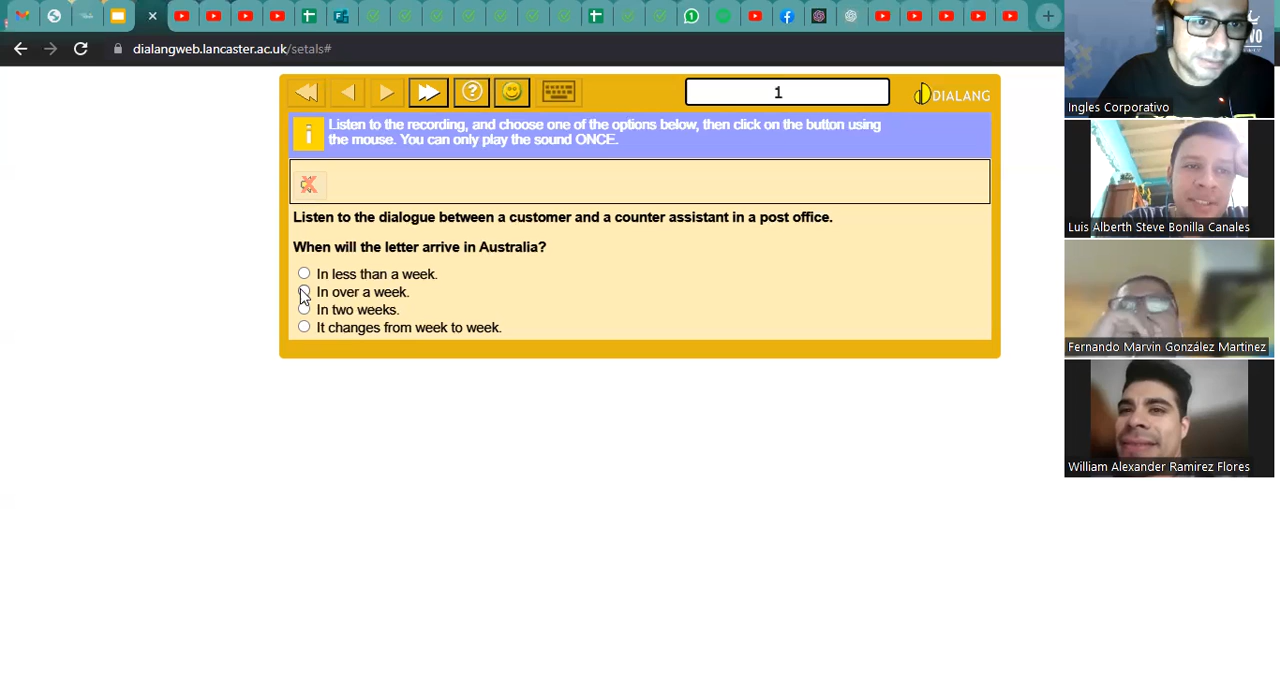 1
dialangweb.lancaster.ac.uk/setals#
1
DIALANG
i
Listen to the recording, and choose one of the options below, then click on the button using
the mouse. You can only play the sound ONCE.
Listen to the dialogue between a customer and a counter assistant in a post office.
When will the letter arrive in Australia?
In less than a week.
In over a week.
In two weeks.
It changes from week to week.
Ingles Corporativo
Luis Alberth Steve Bonilla Canales
Fernando Marvin González Martinez
William Alexander Ramirez Flores